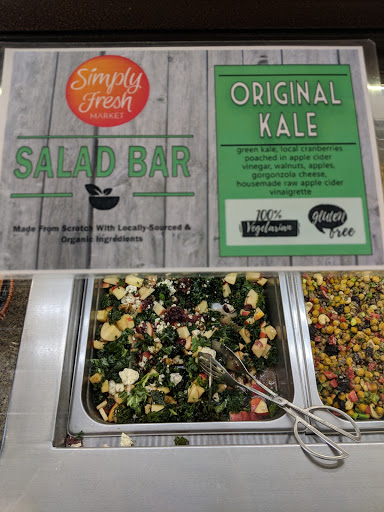 Simply
Fresh
MARKET
SALAD BAR
Made From Scratch With Locally-Sourced &
Organic Ingredients
ORIGINAL
KALE
green kale, local cranberries
poached in apple cider
vinegar, walnuts, apples,
gorgonzola cheese,
housemade raw apple cider
vinaigrette
100%
Vegetarian
gluten
free